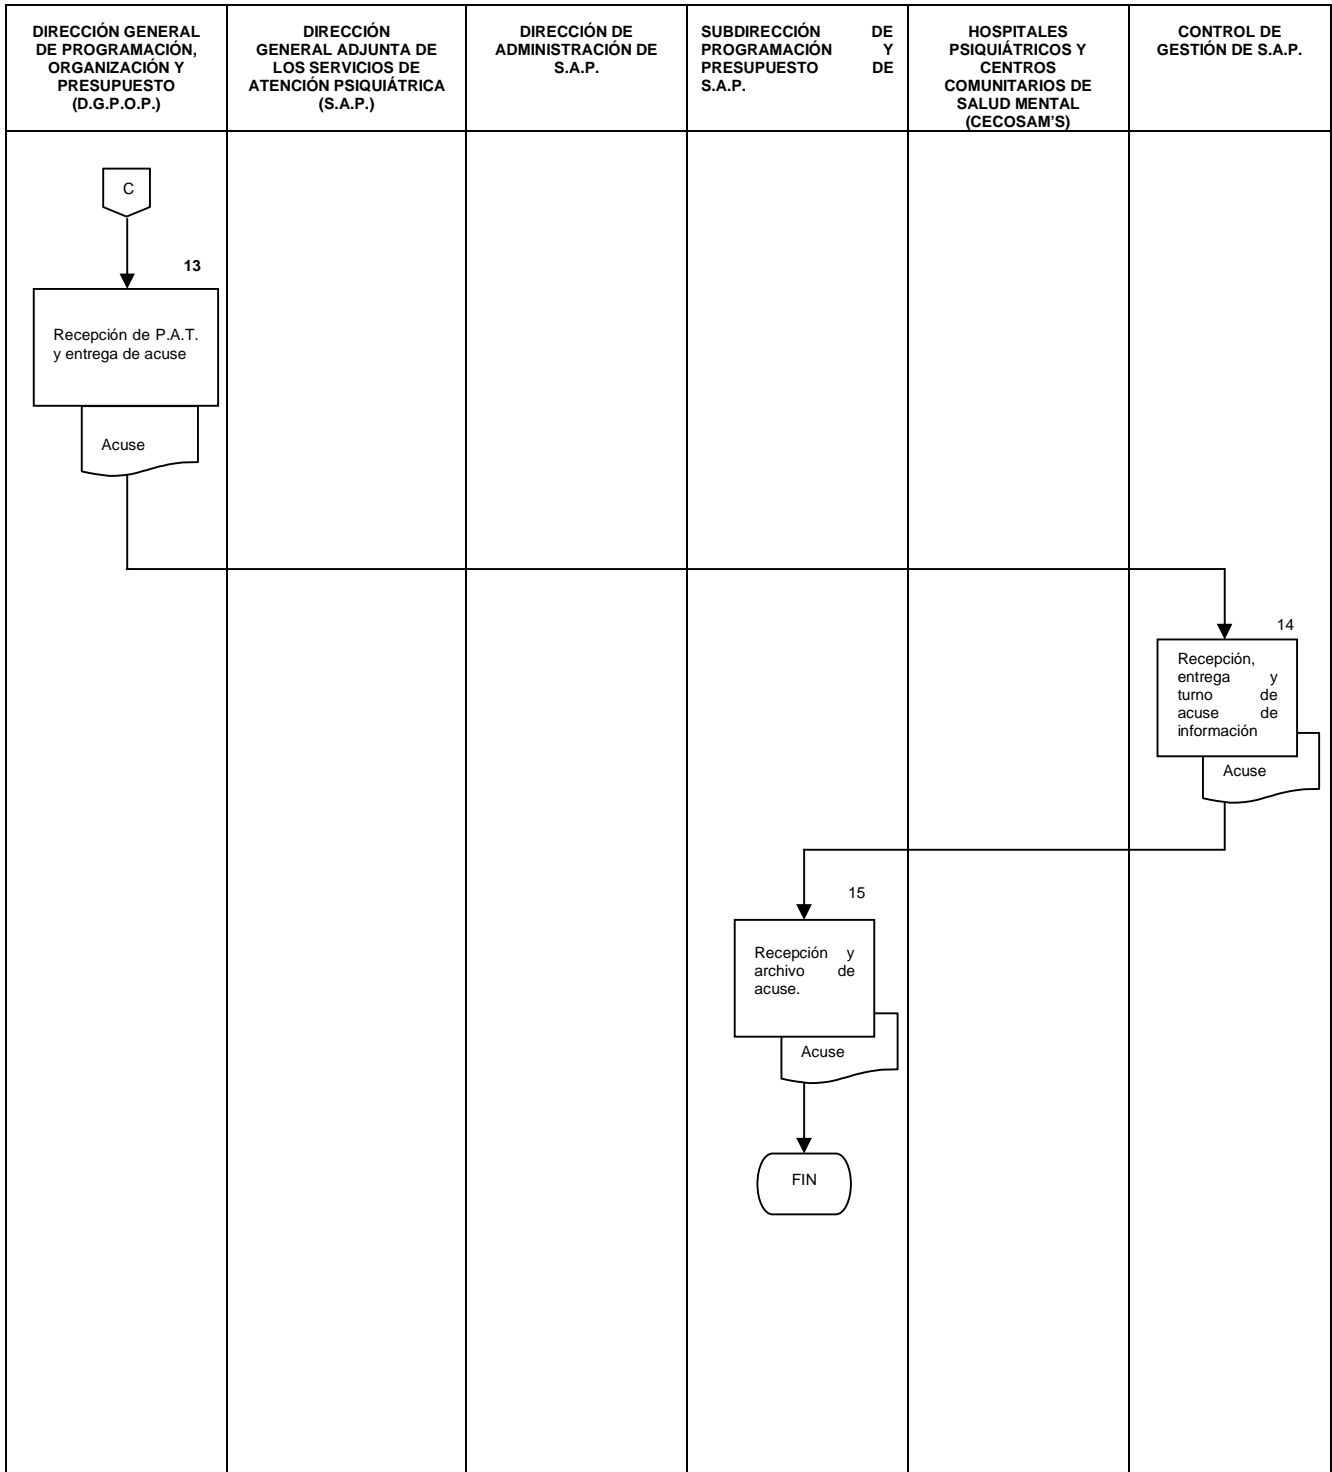 DIRECCIÓN GENERAL
DE PROGRAMACIÓN,
ORGANIZACIÓN Y
PRESUPUESTO
(D.G.P.O.P.)
DIRECCIÓN
GENERAL ADJUNTA DE
LOS SERVICIOS DE
ATENCIÓN PSIQUIÁTRICA
(S.A.P.)
DIRECCIÓN DE
ADMINISTRACIÓN DE
S.A.P.
SUBDIRECCIÓN DE
PROGRAMACIÓN Y
PRESUPUESTO DE
S.A.P.
HOSPITALES
PSIQUIÁTRICOS Y
CENTROS
COMUNITARIOS DE
SALUD MENTAL
(CECOSAM'S)
CONTROL DE
GESTIÓN DE S.A.P.
C
13
Recepción de P.A.T.
y entrega de acuse
Acuse
14
Recepción,
entrega y
turno de
acuse de
información
Acuse
15
Recepción y
archivo de
acuse.
Acuse
FIN